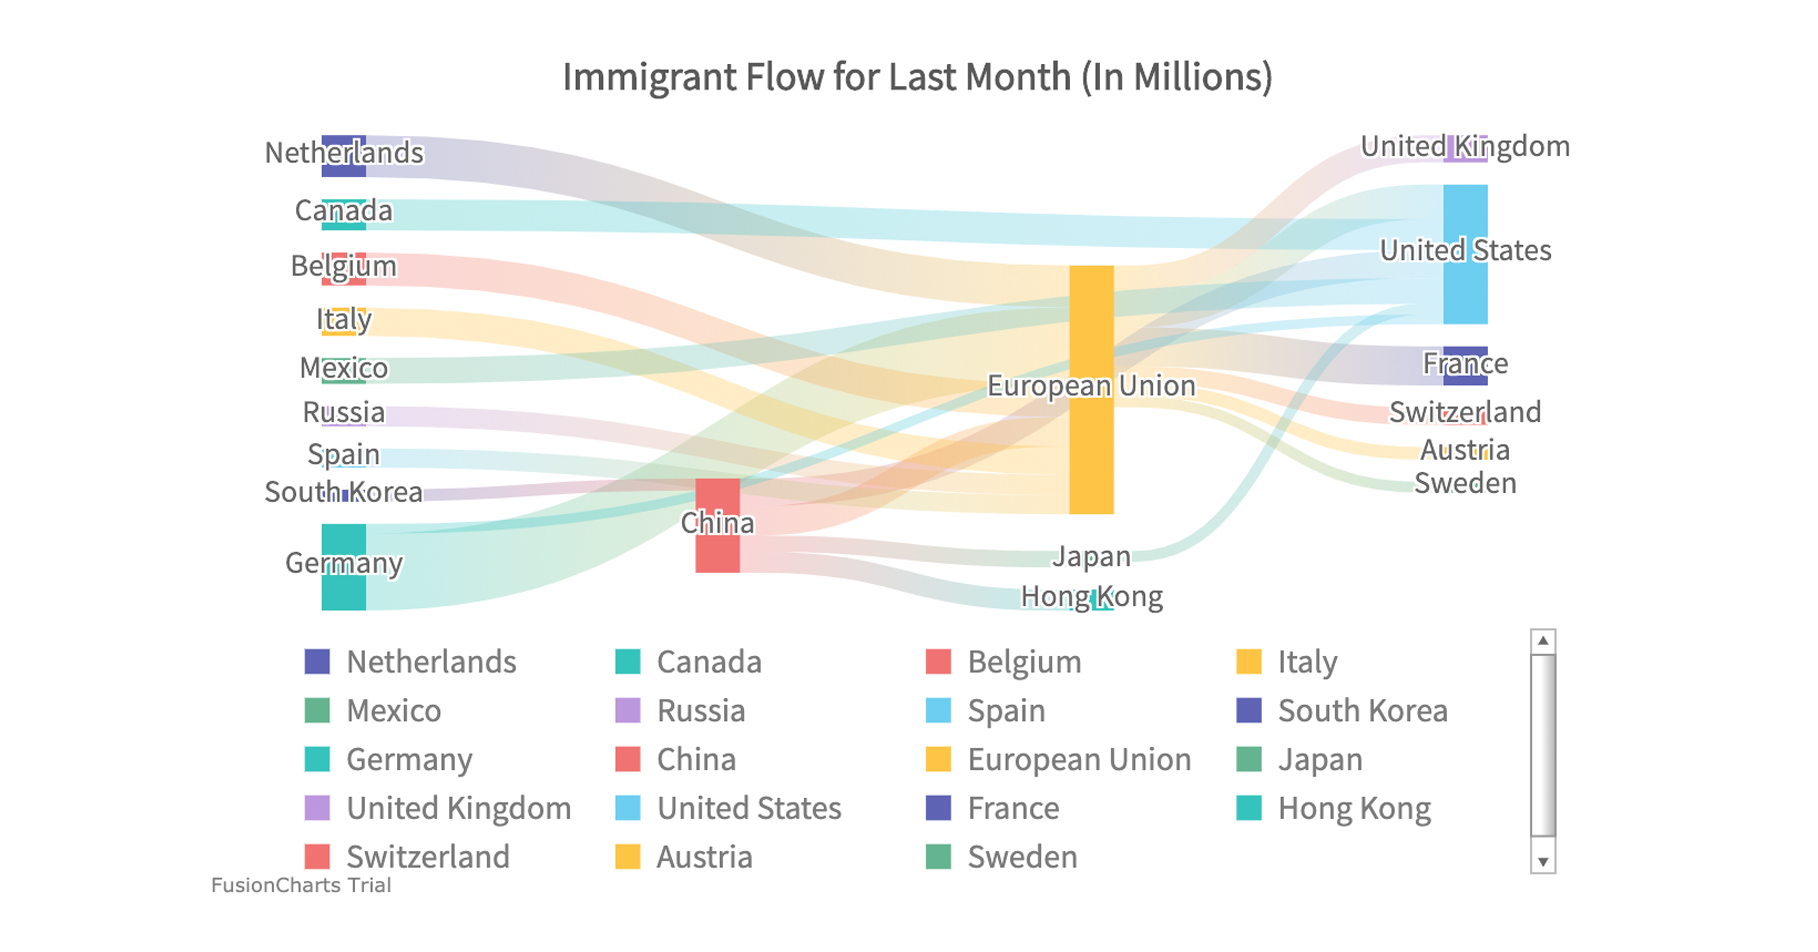 Immigrant Flow for Last Month (In Millions)
Netherlands
Canada
Belgium
Italy
Mexico
Russia
Spain
South Korea
Germany
China
European Union
Japan
Hong Kong
United Kingdom
United States
France
Switzerland
Austria
Sweden
Netherlands Canada Belgium Italy
Mexico Russia Spain South Korea
Germany China European Union Japan
United Kingdom United States France Hong Kong
Switzerland Austria Sweden
FusionCharts Trial